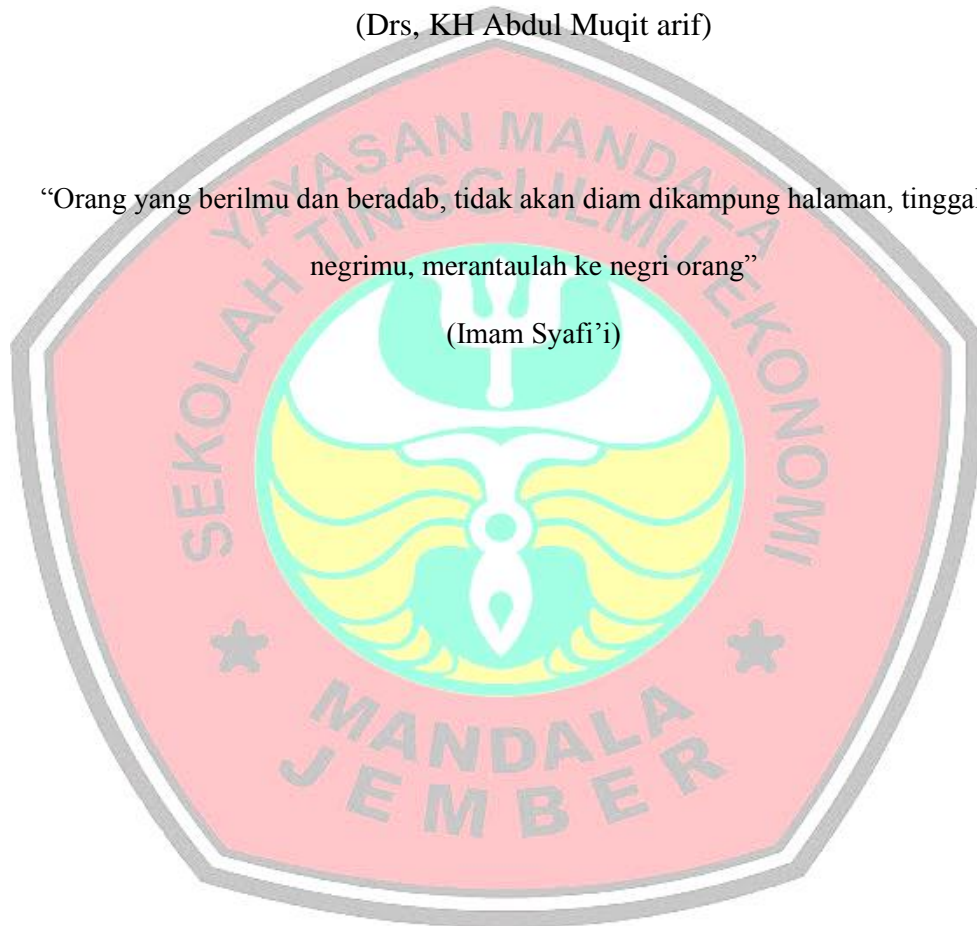 (Drs, KH Abdul Muqit arif)
“Orang yang berilmu dan beradab, tidak akan diam dikampung halaman,
negrimu, merantaulah ke negri orang”
(Imam Syafi’i)
YAYASAN MANDALA
SEKOLAH TINGGI ILMU EKONOMI
MANDALA
JEMBER